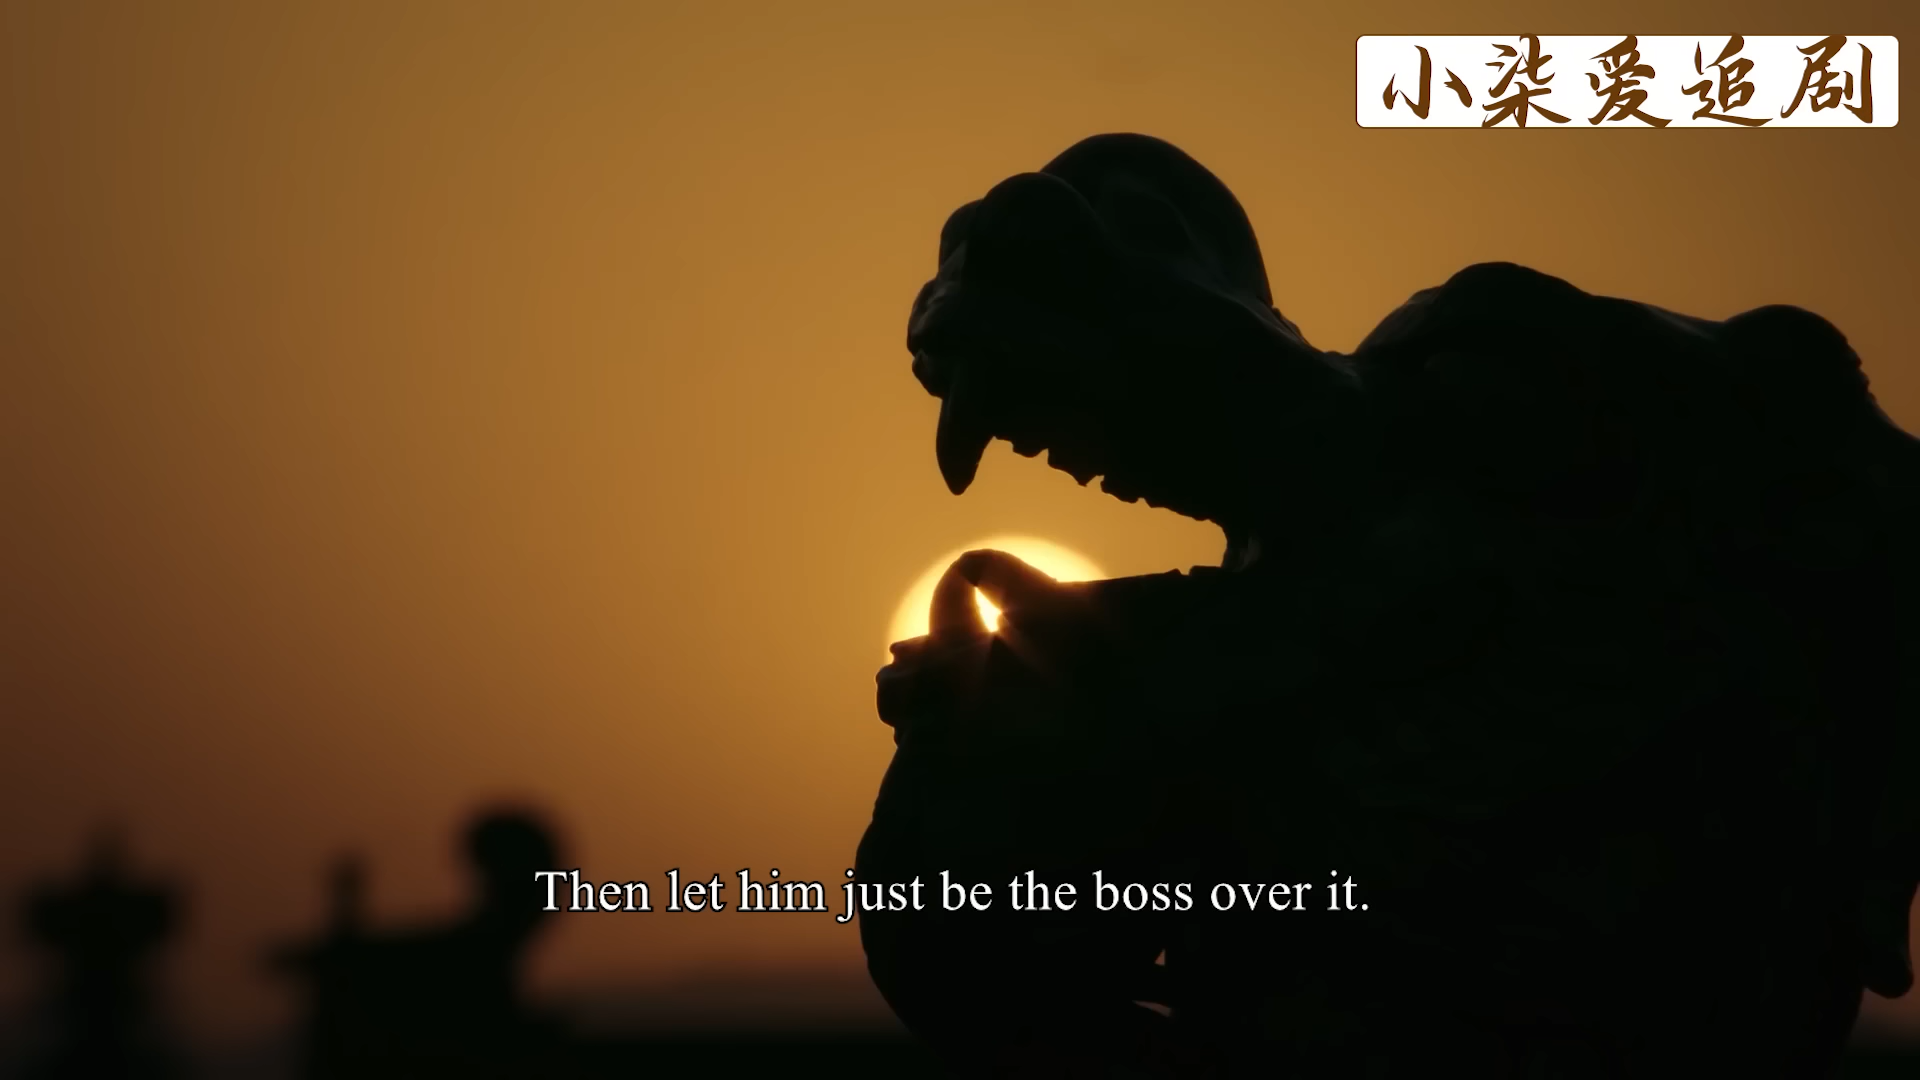 小柒爱追剧
Then let him just be the boss over it.